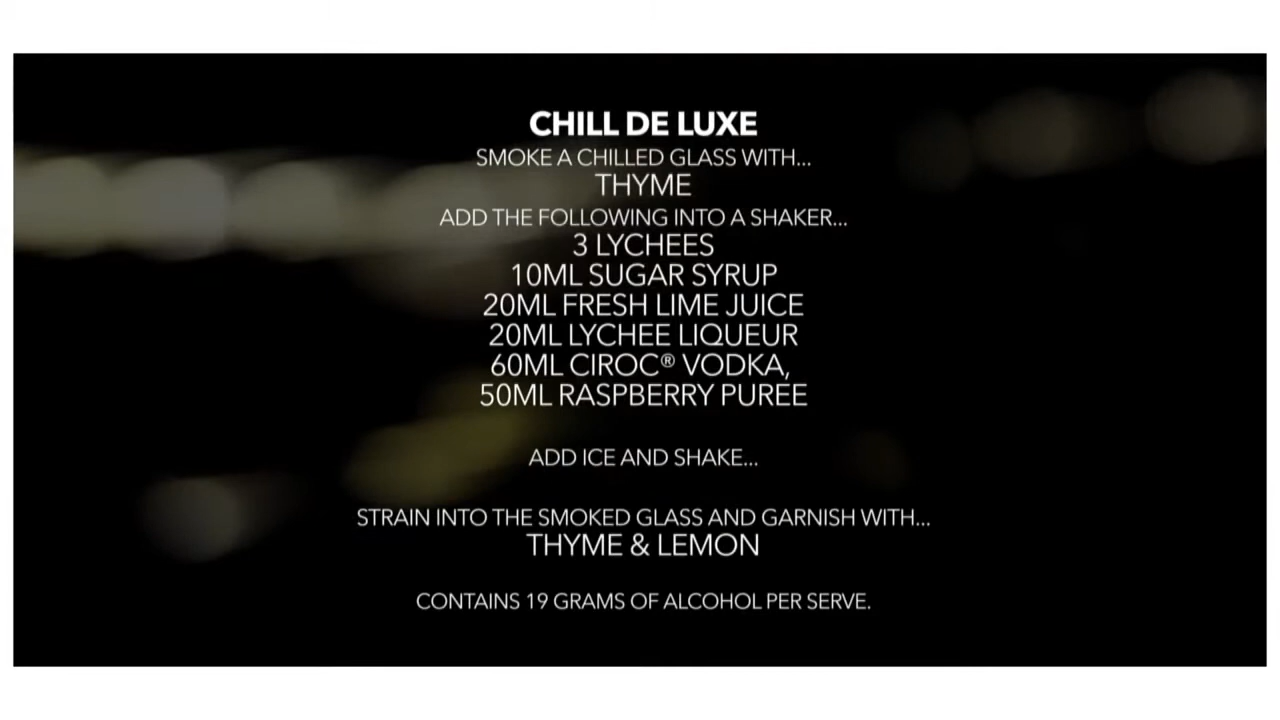 CHILL DE LUXE
SMOKE A CHILLED GLASS WITH...
THYME
ADD THE FOLLOWING INTO A SHAKER...
3 LYCHEES
10ML SUGAR SYRUP
20ML FRESH LIME JUICE
20ML LYCHEE LIQUEUR
60ML CIROC® VODKA,
50ML RASPBERRY PUREE
ADD ICE AND SHAKE...
STRAIN INTO THE SMOKED GLASS AND GARNISH WITH...
THYME & LEMON
CONTAINS 19 GRAMS OF ALCOHOL PER SERVE.